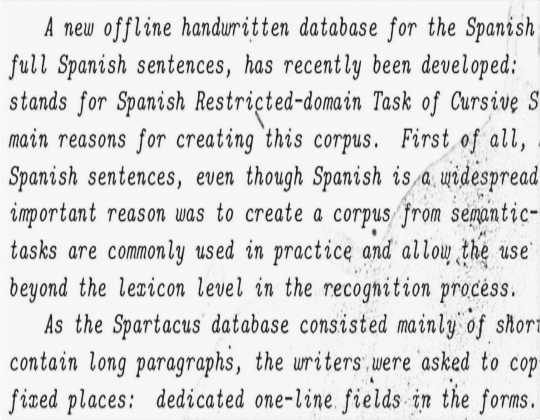 A new offline handwritten database for the Spanish
full Spanish sentences, has recently been developed:
stands for Spanish Restricted-domain Task of Cursive S
main reasons for creating this corpus. First of all,
Spanish sentences, even though Spanish is a widespread
important reason was to create a corpus from semantic-
tasks are commonly used in practice and allow the use
beyond the lexicon level in the recognition process.
As the Spartacus database consisted mainly of short
contain long paragraphs, the writers were asked to cop
fixed places: dedicated one-line fields in the forms.